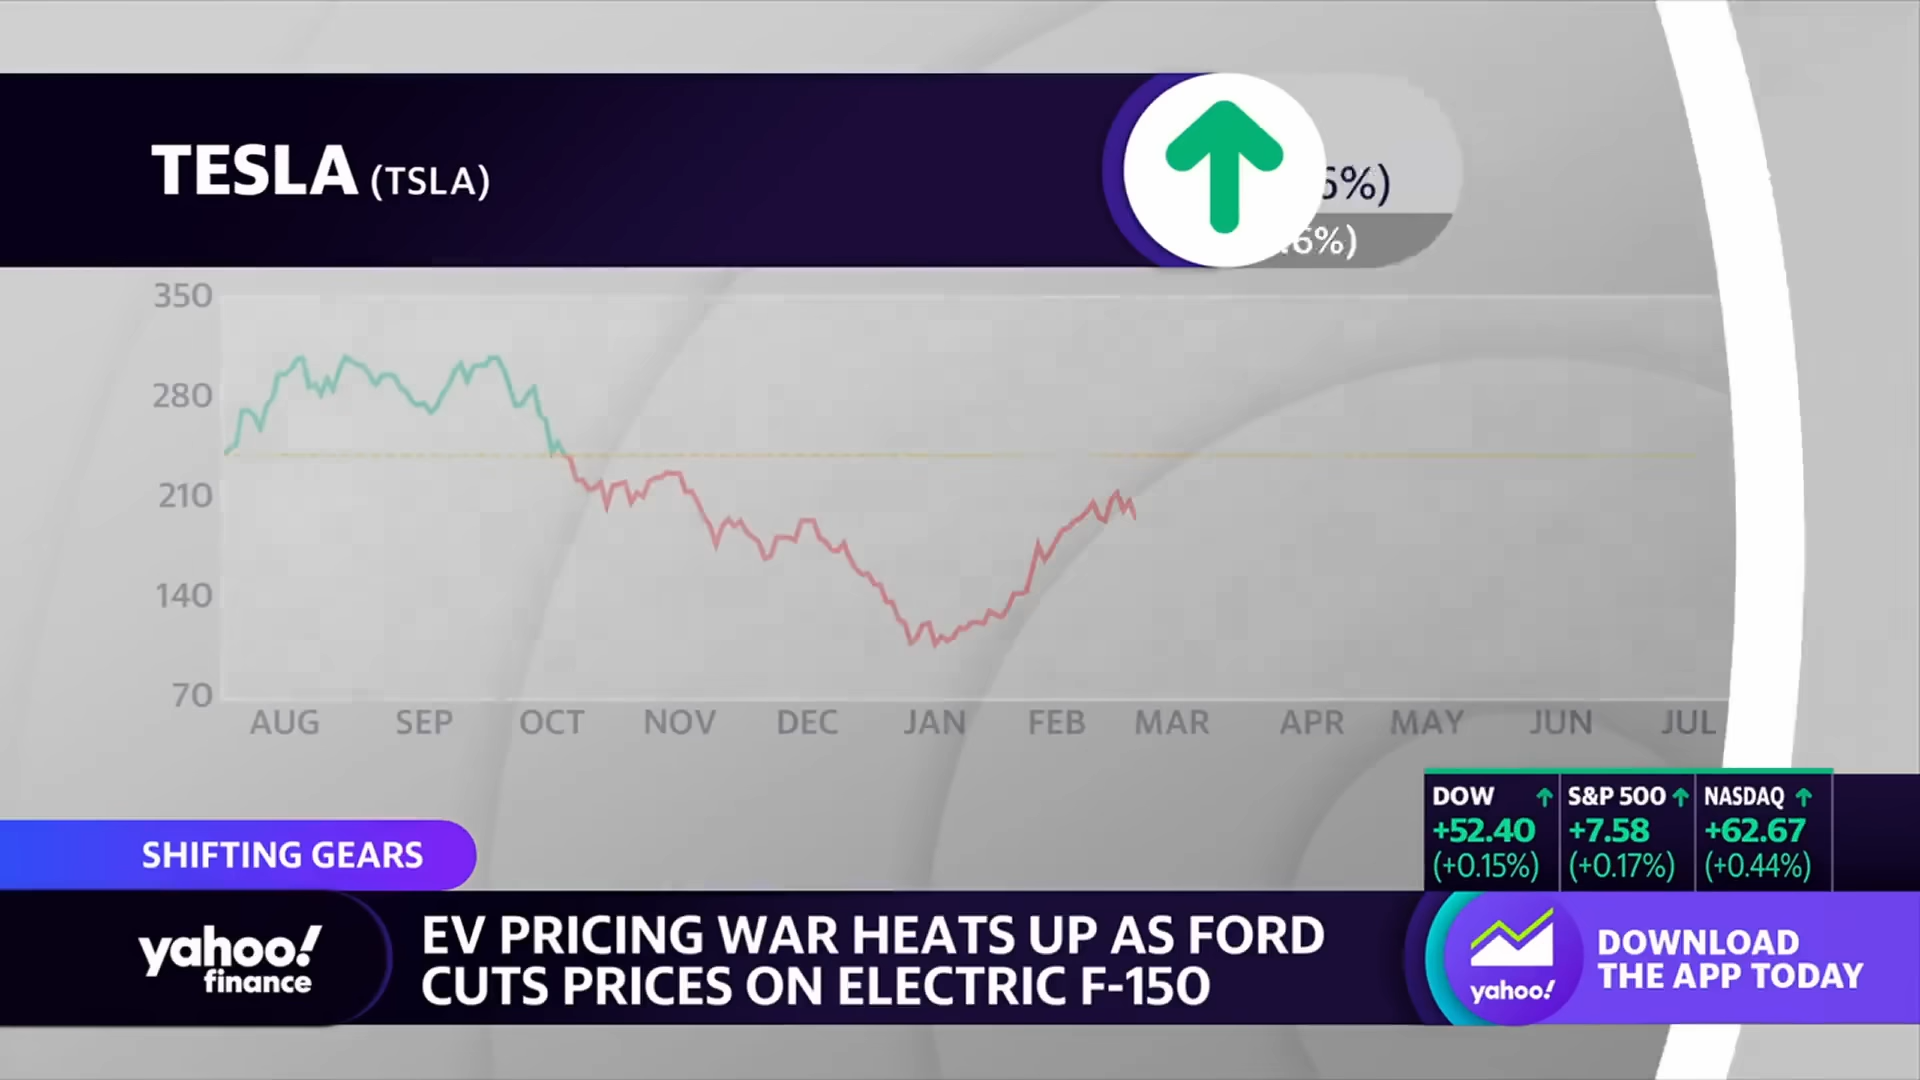 TESLA (TSLA)
6%)
6%)
350
280
210
140
70
AUG SEP OCT NOV DEC JAN FEB MAR APR MAY JUN JUL
DOW
+52.40
(+0.15%)
S&P 500
+7.58
(+0.17%)
NASDAQ
+62.67
(+0.44%)
SHIFTING GEARS
yahoo!
finance
EV PRICING WAR HEATS UP AS FORD
CUTS PRICES ON ELECTRIC F-150
yahoo!
DOWNLOAD
THE APP TODAY